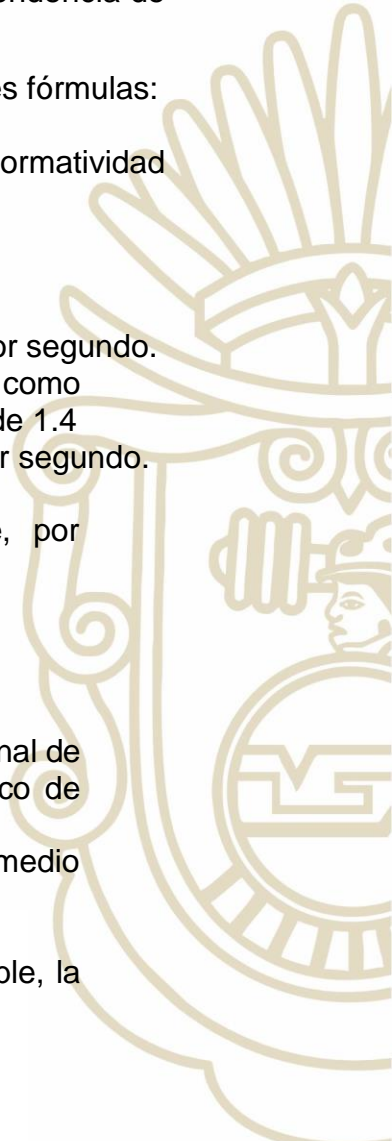 es fórmulas:
ormatividad
or segundo.
como
de 1.4
r segundo.
, por
nal de
co de
medio
ble, la